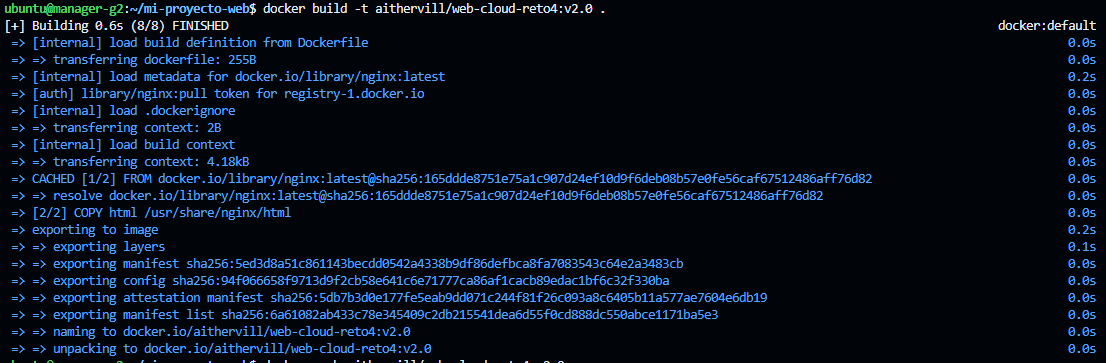 ubuntu@manager-g2:~/mi-proyecto-web$ docker build -t aithervill/web-cloud-reto4:v2.0 .
[+] Building 0.6s (8/8) FINISHED docker:default
=> [internal] load build definition from Dockerfile 0.0s
=> => transferring dockerfile: 255B 0.0s
=> [internal] load metadata for docker.io/library/nginx:latest 0.2s
=> [auth] library/nginx:pull token for registry-1.docker.io 0.0s
=> [internal] load .dockerignore 0.0s
=> => transferring context: 2B 0.0s
=> [internal] load build context 0.0s
=> => transferring context: 4.18kB 0.0s
=> CACHED [1/2] FROM docker.io/library/nginx:latest@sha256:165ddde8751e75a1c907d24ef10d9f6deb08b57e0fe56caf67512486aff76d82 0.0s
=> => resolve docker.io/library/nginx:latest@sha256:165ddde8751e75a1c907d24ef10d9f6deb08b57e0fe56caf67512486aff76d82 0.0s
=> [2/2] COPY html /usr/share/nginx/html 0.0s
=> exporting to image 0.2s
=> => exporting layers 0.1s
=> => exporting manifest sha256:5ed3d8a51c861143becdd0542a4338b9df86defbca8fa7083543c64e2a3483cb 0.0s
=> => exporting config sha256:94f066658f9713d9f2cb58e641c6e71777ca86af1cacb89edac1bf6c32f330ba 0.0s
=> => exporting attestation manifest sha256:5db7b3d0e177fe5eab9dd071c244f81f26c093a8c6405b11a577ae7604e6db19 0.0s
=> => exporting manifest list sha256:6a61082ab433c78e345409c2db215541dea6d55f0cd888dc550abce1171ba5e3 0.0s
=> => naming to docker.io/aithervill/web-cloud-reto4:v2.0 0.0s
=> => unpacking to docker.io/aithervill/web-cloud-reto4:v2.0 0.0s